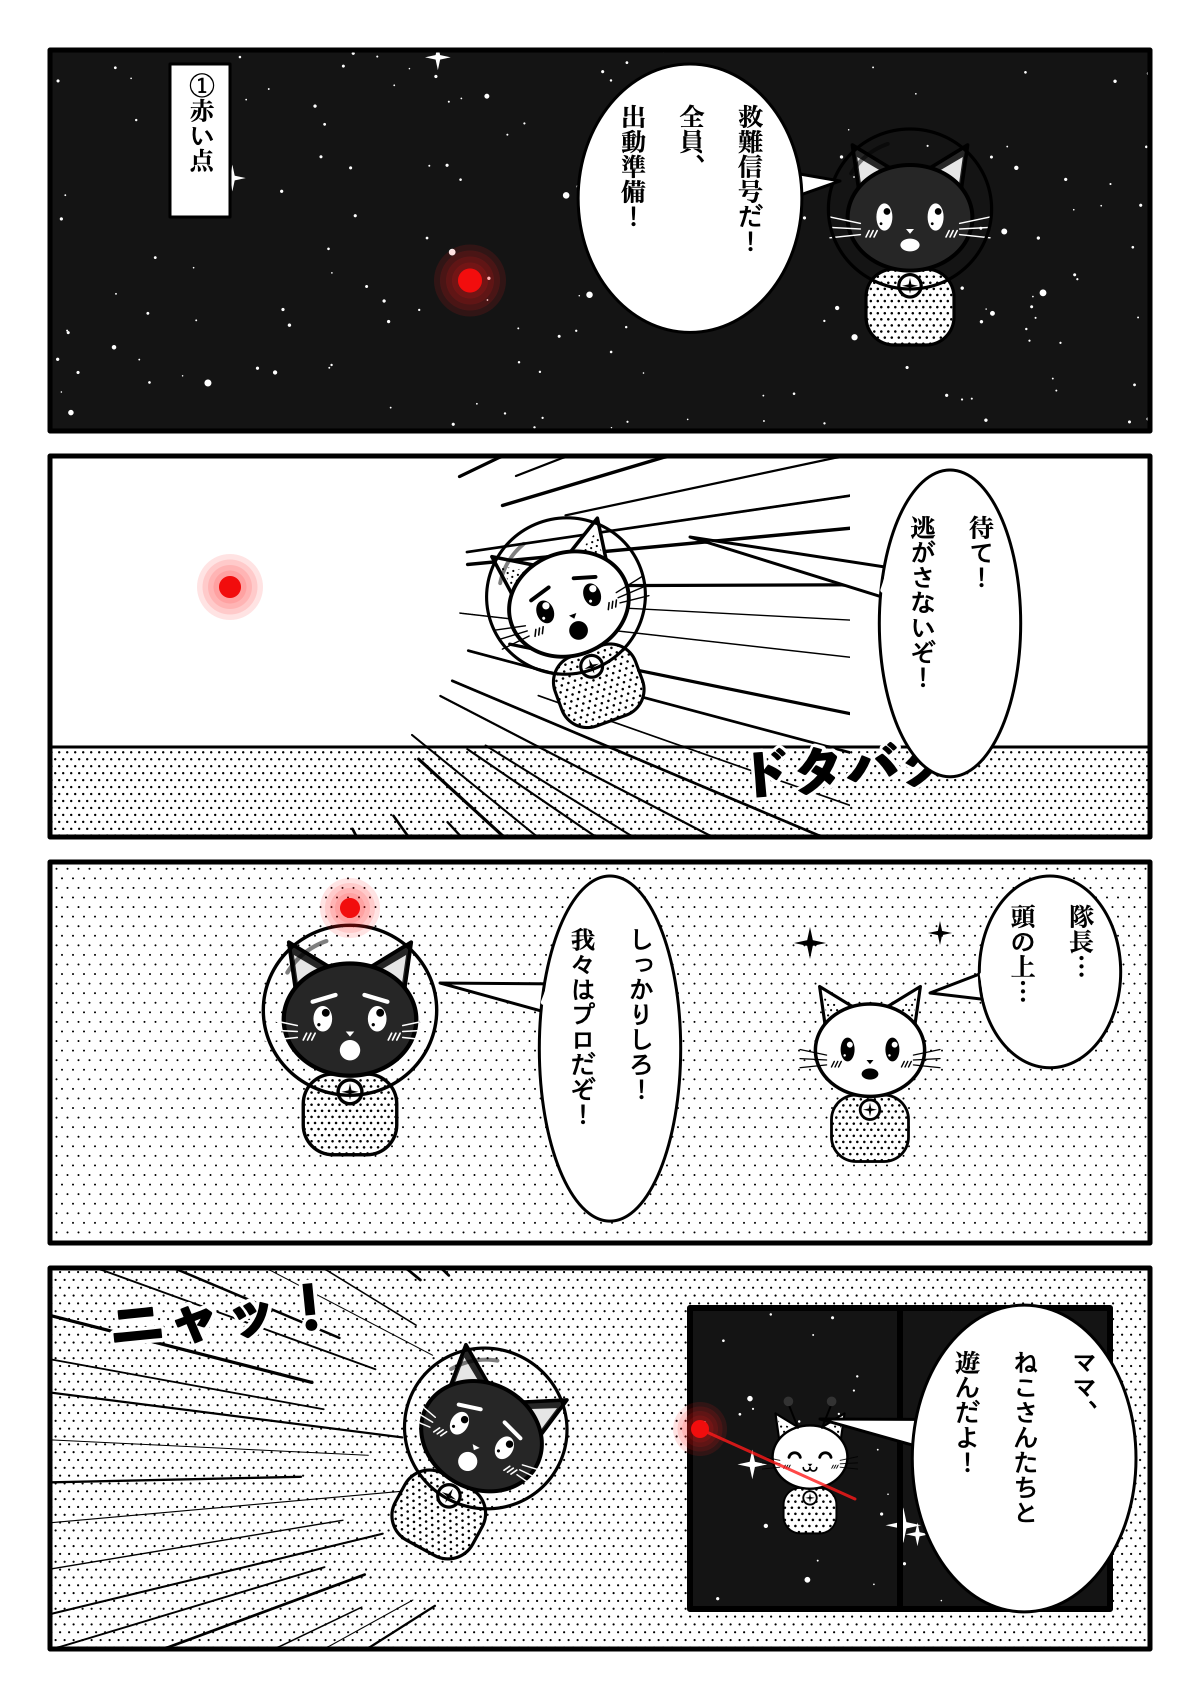 ①赤い点
救難信号だ！
全員、
出動準備！
待て！
逃がさないぞ！
ドタバタ
隊長…
頭の上…
しっかりしろ！
我々はプロだぞ！
ママ、
ねこさんたちと
遊んだよ！
ニャッ！